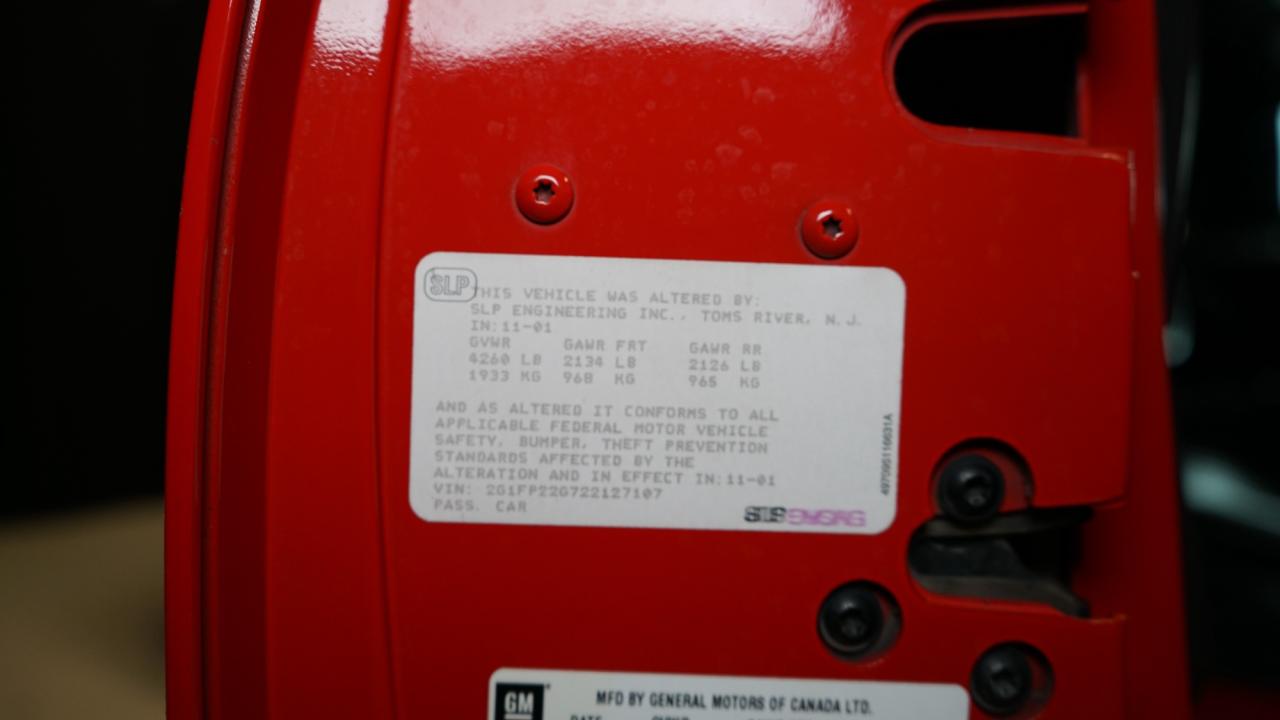 SLP
THIS VEHICLE WAS ALTERED BY:
SLP ENGINEERING INC., TOMS RIVER, N.J.
IN:11-01
GVWR GAWR FRT GAWR RR
4260 LB 2134 LB 2126 LB
1933 KG 968 KG 965 KG
AND AS ALTERED IT CONFORMS TO ALL
APPLICABLE FEDERAL MOTOR VEHICLE
SAFETY, BUMPER, THEFT PREVENTION
STANDARDS AFFECTED BY THE
ALTERATION AND IN EFFECT IN:11-01
VIN: 2G1FP22G722127107
PASS. CAR
GM
MFD BY GENERAL MOTORS OF CANADA LTD.
DATE